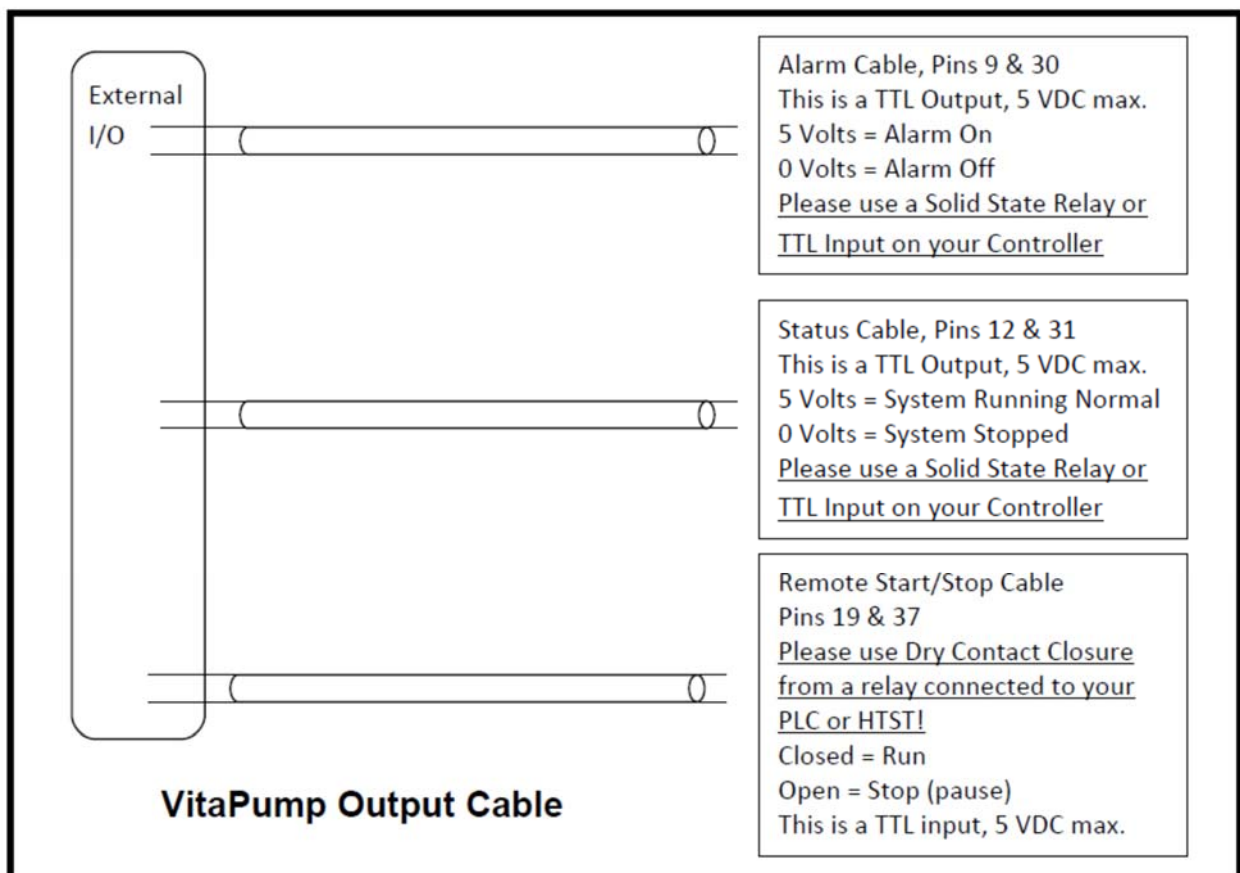 External
I/O
Alarm Cable, Pins 9 & 30
This is a TTL Output, 5 VDC max.
5 Volts = Alarm On
0 Volts = Alarm Off
Please use a Solid State Relay or
TTL Input on your Controller
Status Cable, Pins 12 & 31
This is a TTL Output, 5 VDC max.
5 Volts = System Running Normal
0 Volts = System Stopped
Please use a Solid State Relay or
TTL Input on your Controller
Remote Start/Stop Cable
Pins 19 & 37
Please use Dry Contact Closure
from a relay connected to your
PLC or HTST!
Closed = Run
Open = Stop (pause)
This is a TTL input, 5 VDC max.
VitaPump Output Cable